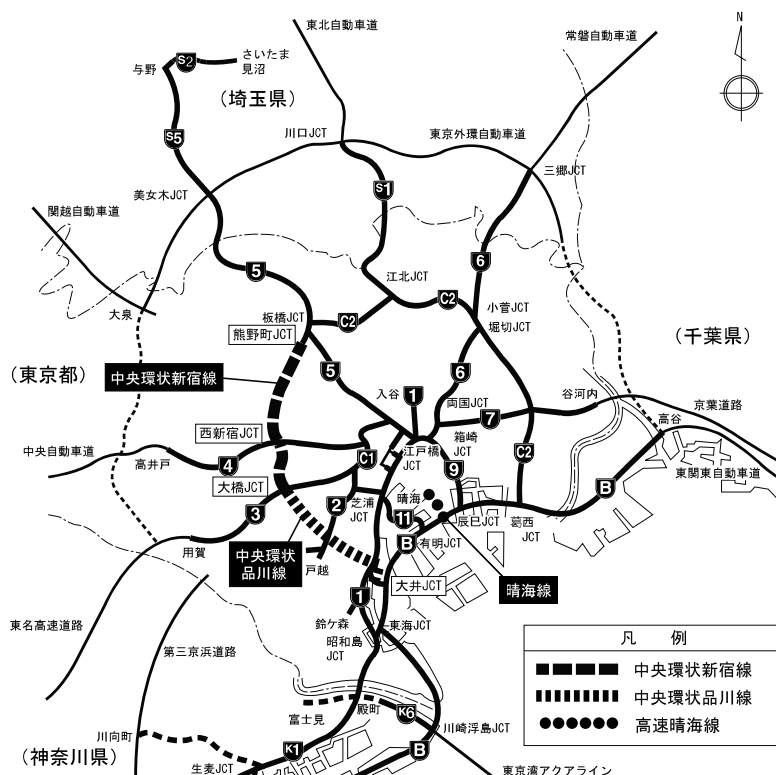 東北自動車道
N
常磐自動車道
S2
さいたま
見沼
与野
(埼玉県)
川口JCT
東京外環自動車道
S5
三郷JCT
S1
美女木JCT
関越自動車道
6
5
江北JCT
C2
小菅JCT
大泉
板橋JCT
C2
堀切JCT
熊野町JCT
(千葉県)
(東京都)
中央環状新宿線
5
6
入谷
1
谷河内
両国JCT
7
京葉道路
高谷
西新宿JCT
箱崎
JCT
中央自動車道
高井戸
4
C1
江戸橋
JCT
9
C2
東関東自動車道
大橋JCT
晴海
B
2
芝浦
JCT
3
11
辰巳JCT
葛西
JCT
用賀
中央環状
品川線
戸越
B
有明JCT
大井JCT
晴海線
1
東名高速道路
鈴ケ森
東海JCT
昭和島
JCT
第三京浜道路
凡 例
中央環状新宿線
中央環状品川線
高速晴海線
殿町
K6
富士見
川崎浮島JCT
川向町
(神奈川県)
K1
B
生麦JCT
東京湾アクアライン